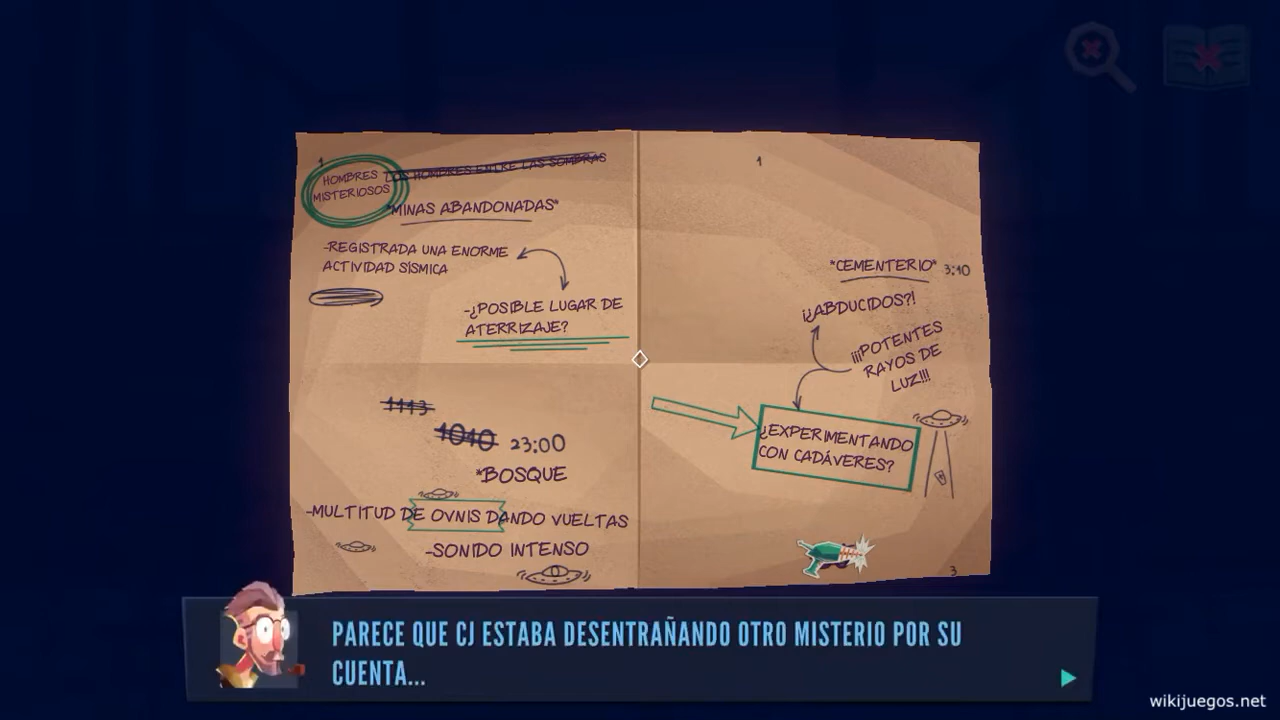 1
HOMBRES
MISTERIOSOS
LOS HOMBRES ENTRE LAS SOMBRAS
*MINAS ABANDONADAS*
-REGISTRADA UNA ENORME
ACTIVIDAD SÍSMICA
-¿POSIBLE LUGAR DE
ATERRIZAJE?
1113
1010 23:00
*BOSQUE
-MULTITUD DE OVNIS DANDO VUELTAS
-SONIDO INTENSO
1
*CEMENTERIO* 3:10
¡¿ABDUCIDOS?!
¡¡¡POTENTES
RAYOS DE
LUZ!!!
¿EXPERIMENTANDO
CON CADÁVERES?
3
PARECE QUE CJ ESTABA DESENTRAÑANDO OTRO MISTERIO POR SU
CUENTA...
wikijuegos.net